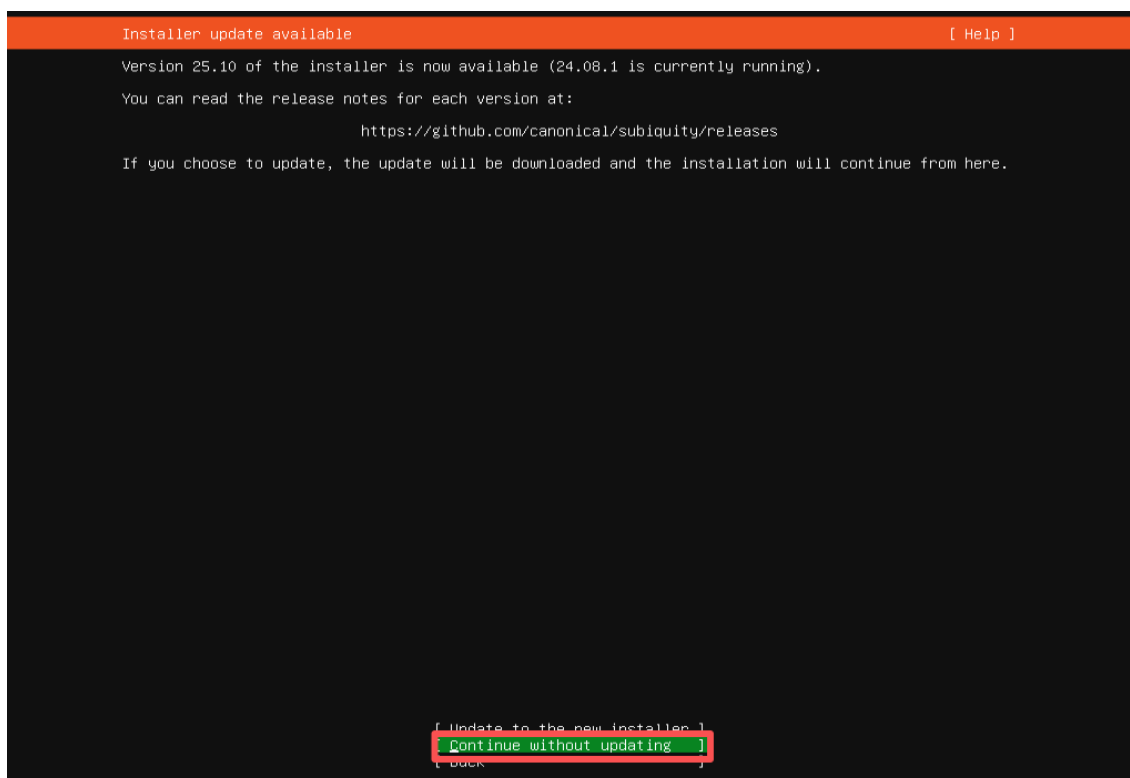 Installer update available [ Help ]
Version 25.10 of the installer is now available (24.08.1 is currently running).
You can read the release notes for each version at:
https://github.com/canonical/subiquity/releases
If you choose to update, the update will be downloaded and the installation will continue from here.
[ Update to the new installer ]
[ Continue without updating ]
[ Back ]